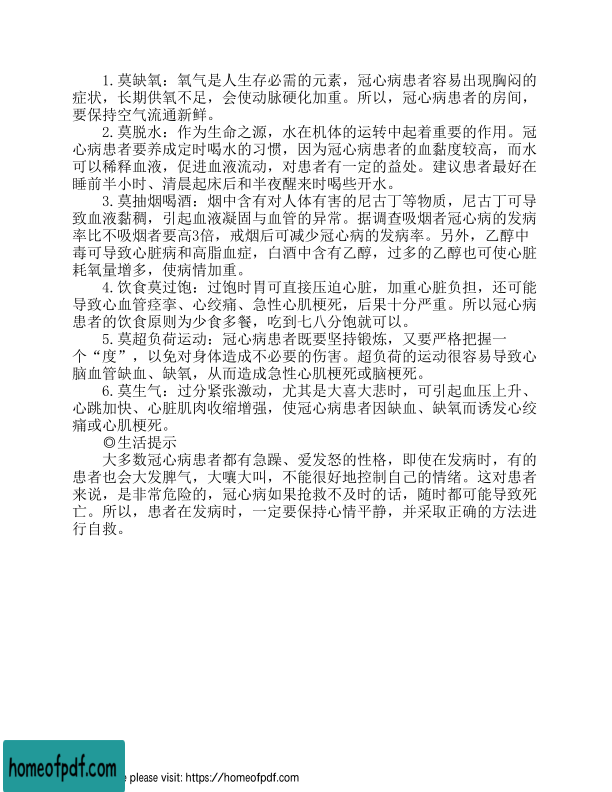 1.莫缺氧：氧气是人生存必需的元素，冠心病患者容易出现胸闷的
症状，长期供氧不足，会使动脉硬化加重。所以，冠心病患者的房间，
要保持空气流通新鲜。
2.莫脱水：作为生命之源，水在机体的运转中起着重要的作用。冠
心病患者要养成定时喝水的习惯，因为冠心病患者的血黏度较高，而水
可以稀释血液，促进血液流动，对患者有一定的益处。建议患者最好在
睡前半小时、清晨起床后和半夜醒来时喝些开水。
3.莫抽烟喝酒：烟中含有对人体有害的尼古丁等物质，尼古丁可导
致血液黏稠，引起血液凝固与血管的异常。据调查吸烟者冠心病的发病
率比不吸烟者要高3倍，戒烟后可减少冠心病的发病率。另外，乙醇中
毒可导致心脏病和高脂血症，白酒中含有乙醇，过多的乙醇也可使心脏
耗氧量增多，使病情加重。
4.饮食莫过饱：过饱时胃可直接压迫心脏，加重心脏负担，还可能
导致心血管痉挛、心绞痛、急性心肌梗死，后果十分严重。所以冠心病
患者的饮食原则为少食多餐，吃到七八分饱就可以。
5.莫超负荷运动：冠心病患者既要坚持锻炼，又要严格把握一
个“度”，以免对身体造成不必要的伤害。超负荷的运动很容易导致心
脑血管缺血、缺氧，从而造成急性心肌梗死或脑梗死。
6.莫生气：过分紧张激动，尤其是大喜大悲时，可引起血压上升、
心跳加快、心脏肌肉收缩增强，使冠心病患者因缺血、缺氧而诱发心绞
痛或心肌梗死。
◎生活提示
大多数冠心病患者都有急躁、爱发怒的性格，即使在发病时，有的
患者也会大发脾气，大嚷大叫，不能很好地控制自己的情绪。这对患者
来说，是非常危险的，冠心病如果抢救不及时的话，随时都可能导致死
亡。所以，患者在发病时，一定要保持心情平静，并采取正确的方法进
行自救。
homeofpdf.com
please visit: https://homeofpdf.com